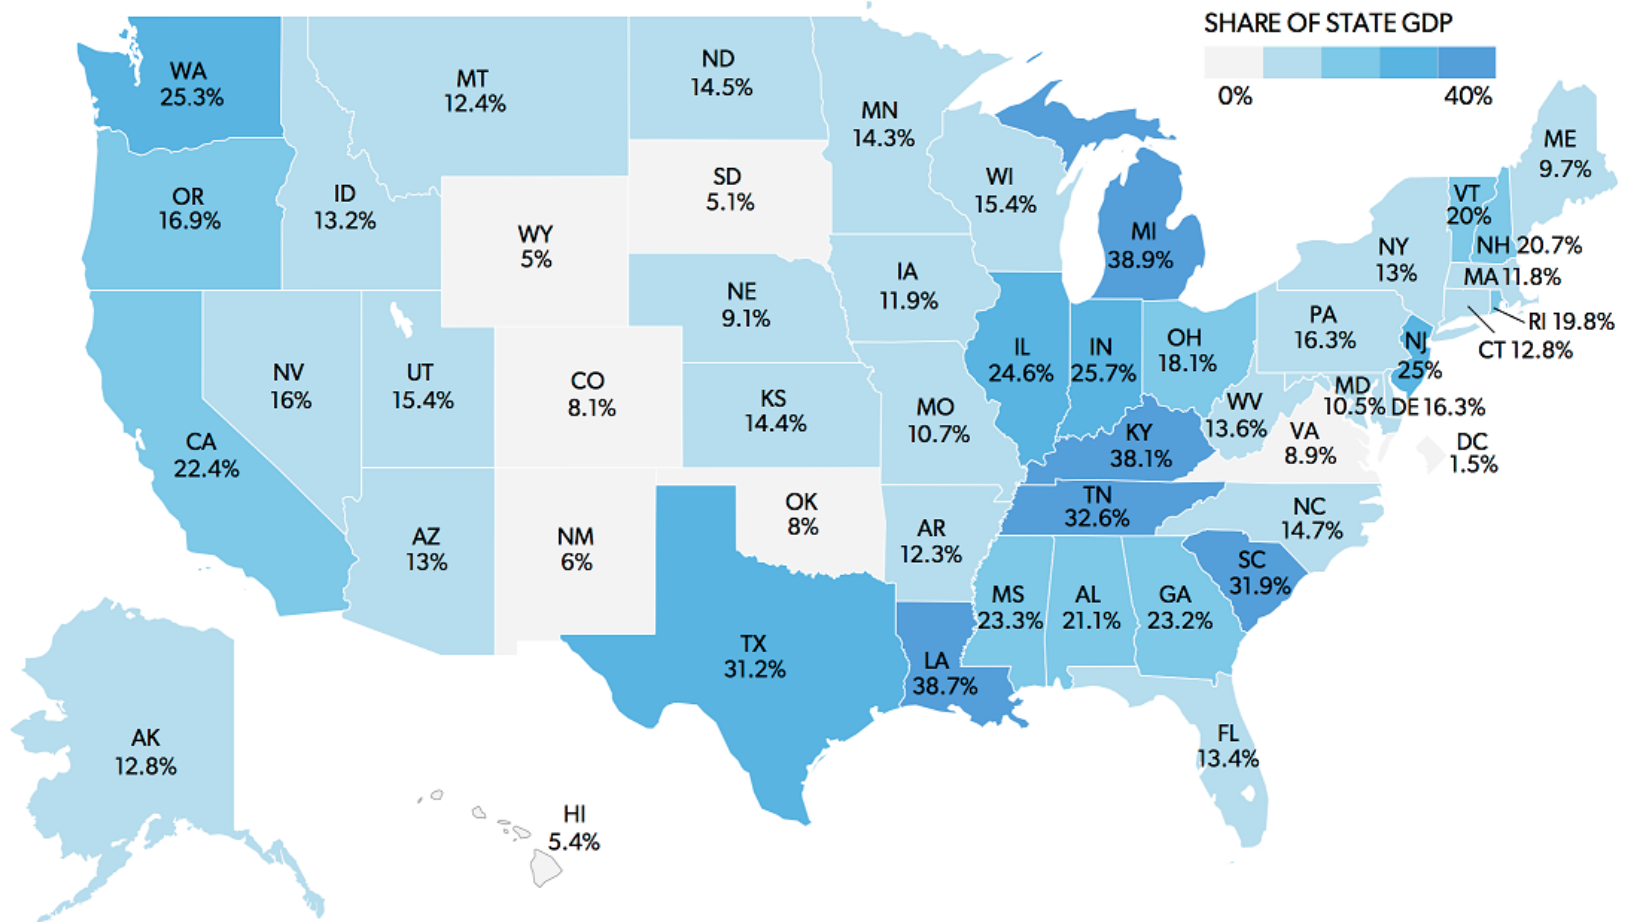 SHARE OF STATE GDP
0%
40%
WA
25.3%
MT
12.4%
ND
14.5%
MN
14.3%
ME
9.7%
OR
16.9%
ID
13.2%
SD
5.1%
WI
15.4%
VT
20%
WY
5%
MI
38.9%
NY
13%
NH 20.7%
MA 11.8%
NE
9.1%
IA
11.9%
PA
16.3%
RI 19.8%
CT 12.8%
NV
16%
UT
15.4%
CO
8.1%
IL
24.6%
IN
25.7%
OH
18.1%
NJ
25%
KS
14.4%
MO
10.7%
WV
13.6%
MD
10.5%
DE 16.3%
CA
22.4%
KY
38.1%
VA
8.9%
DC
1.5%
AZ
13%
NM
6%
OK
8%
AR
12.3%
TN
32.6%
NC
14.7%
SC
31.9%
MS
23.3%
AL
21.1%
GA
23.2%
TX
31.2%
LA
38.7%
AK
12.8%
FL
13.4%
HI
5.4%